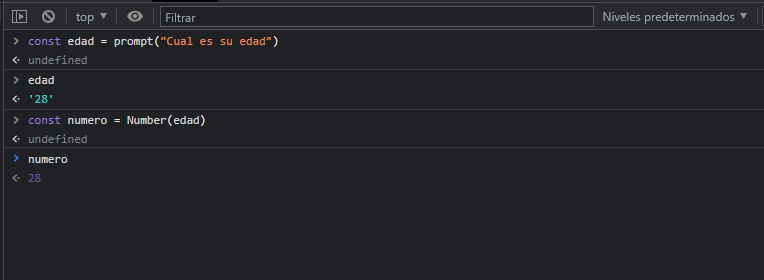 top
Filtrar
Niveles predeterminados
const edad = prompt("Cual es su edad")
undefined
edad
'28'
const numero = Number(edad)
undefined
numero
28